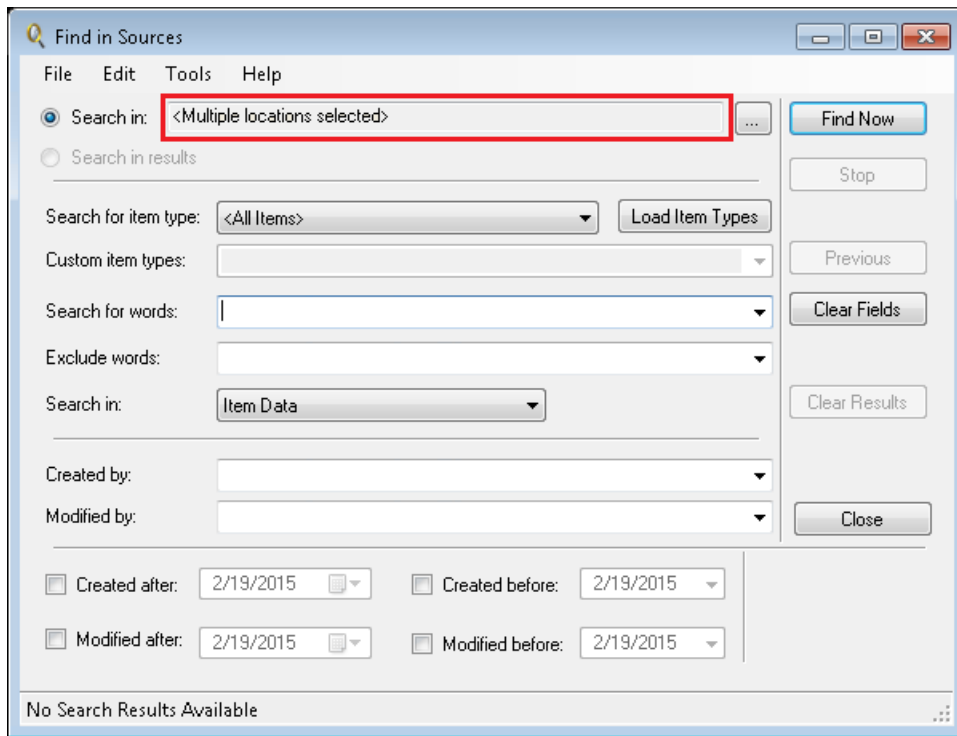 Find in Sources
File Edit Tools Help
Search in: <Multiple locations selected> ... Find Now
Search in results
Stop
Search for item type: <All Items> Load Item Types
Custom item types: Previous
Search for words: Clear Fields
Exclude words:
Search in: Item Data Clear Results
Created by:
Modified by: Close
Created after: 2/19/2015 Created before: 2/19/2015
Modified after: 2/19/2015 Modified before: 2/19/2015
No Search Results Available